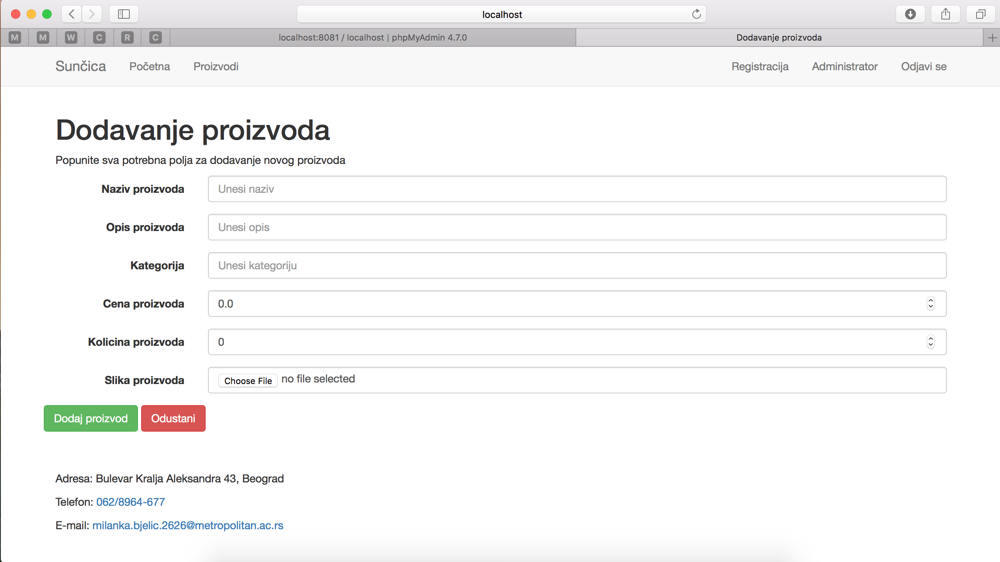 localhost
M M W C R C localhost:8081 / localhost | phpMyAdmin 4.7.0 Dodavanje proizvoda
Sunčica Početna Proizvodi Registracija Administrator Odjavi se
Dodavanje proizvoda
Popunite sva potrebna polja za dodavanje novog proizvoda
Naziv proizvoda Unesi naziv
Opis proizvoda Unesi opis
Kategorija Unesi kategoriju
Cena proizvoda 0.0
Kolicina proizvoda 0
Slika proizvoda Choose File no file selected
Dodaj proizvod Odustani
Adresa: Bulevar Kralja Aleksandra 43, Beograd
Telefon: 062/8964-677
E-mail: milanka.bjelic.2626@metropolitan.ac.rs